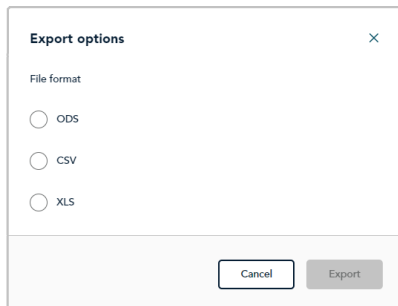 Export options
File format
ODS
CSV
XLS
Cancel
Export